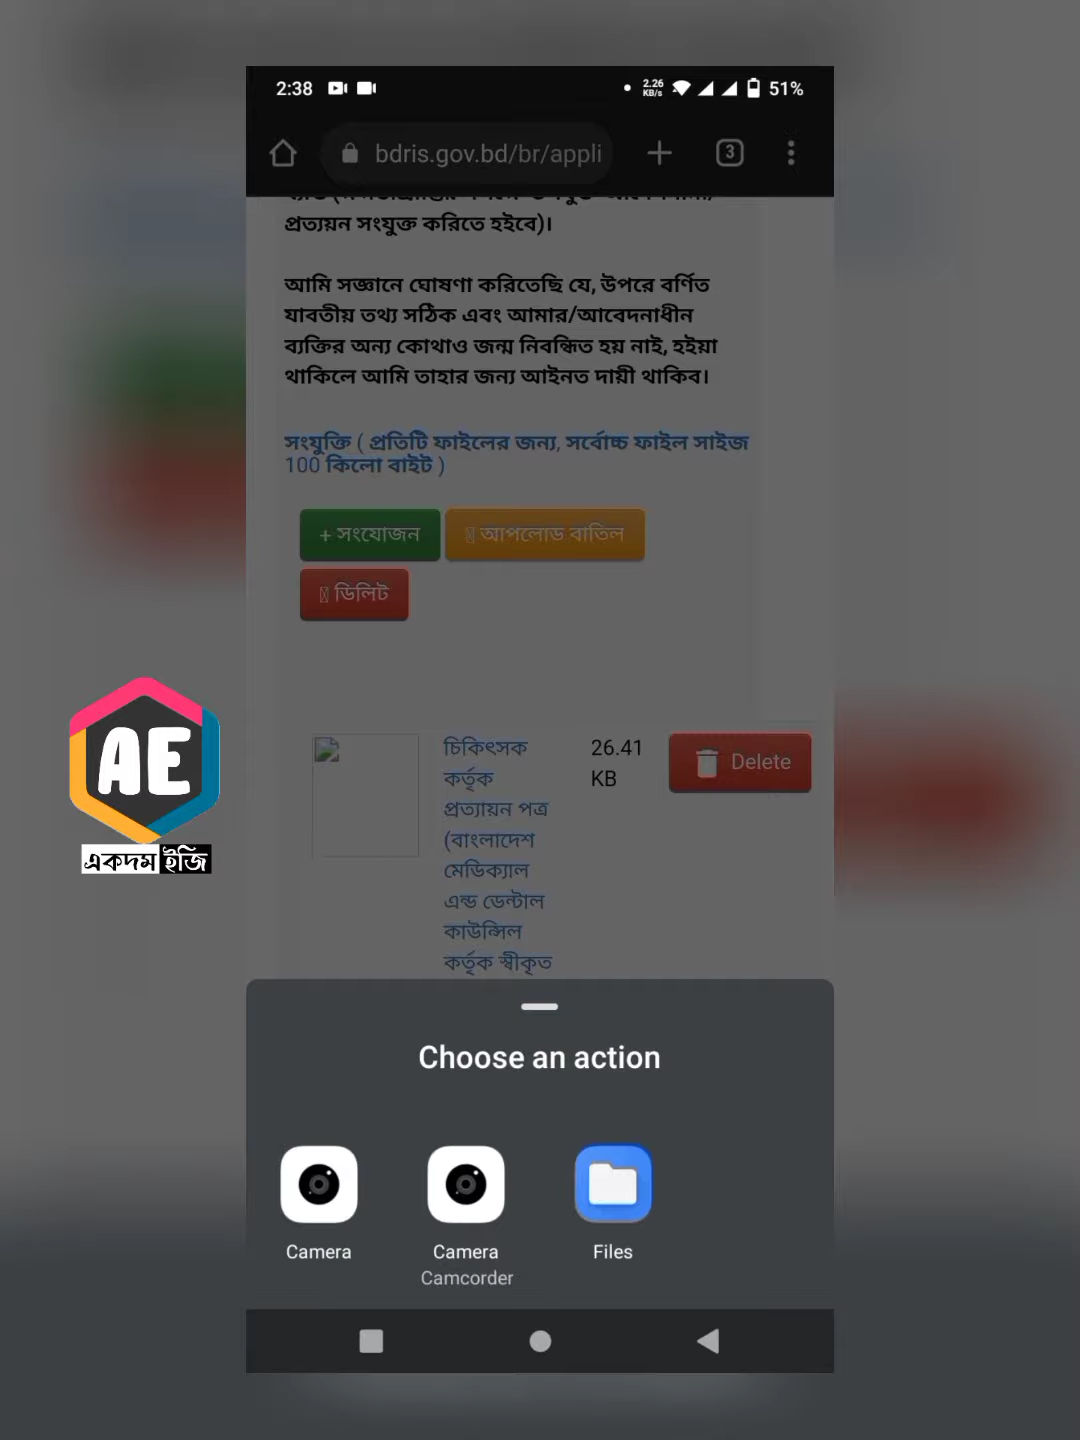 2:38
2.26
KB/s
51%
bdris.gov.bd/br/appli
3
প্রত্যয়ন সংযুক্ত করিতে হইবে)।
আমি সজ্ঞানে ঘোষণা করিতেছি যে, উপরে বর্ণিত
যাবতীয় তথ্য সঠিক এবং আমার/আবেদনাধীন
ব্যক্তির অন্য কোথাও জন্ম নিবন্ধিত হয় নাই, হইয়া
থাকিলে আমি তাহার জন্য আইনত দায়ী থাকিব।
সংযুক্তি ( প্রতিটি ফাইলের জন্য, সর্বোচ্চ ফাইল সাইজ
100 কিলো বাইট )
+ সংযোজন
আপলোড বাতিল
ডিলিট
চিকিৎসক
কর্তৃক
প্রত্যায়ন পত্র
(বাংলাদেশ
মেডিক্যাল
এন্ড ডেন্টাল
কাউন্সিল
কর্তৃক স্বীকৃত
26.41
KB
Delete
AE
একদম ইজি
Choose an action
Camera
Camera
Camcorder
Files